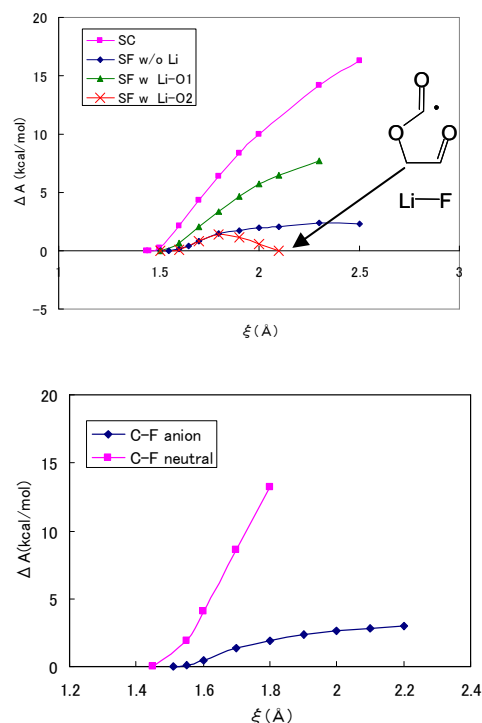 20
15
10
5
0
−5
Δ A (kcal/mol)
SC
SF w/o Li
SF w Li-O1
SF w Li-O2
O
O
O
Li—F
1 1.5 2 2.5 3
ξ(Å)
20
15
10
5
0
Δ A(kcal/mol)
C-F anion
C-F neutral
1.2 1.4 1.6 1.8 2 2.2 2.4
ξ(Å)